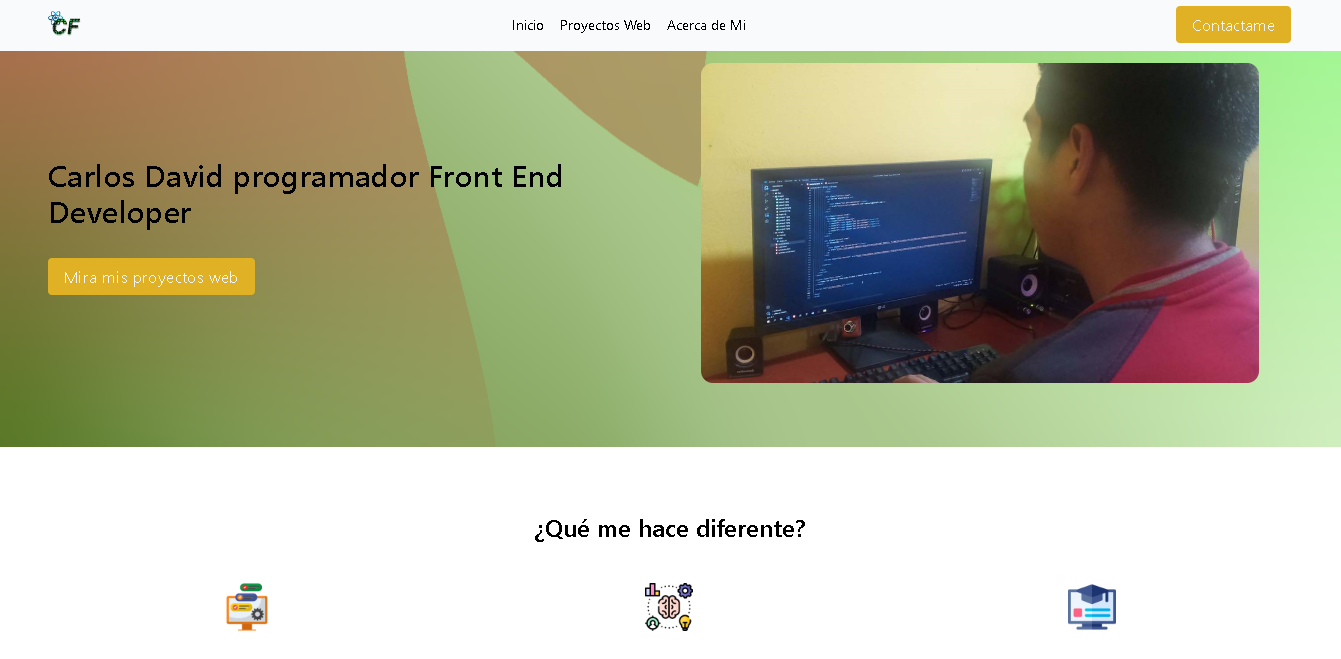 CF
Inicio Proyectos Web Acerca de Mi
Contactame
Carlos David programador Front End
Developer
Mira mis proyectos web
¿Qué me hace diferente?